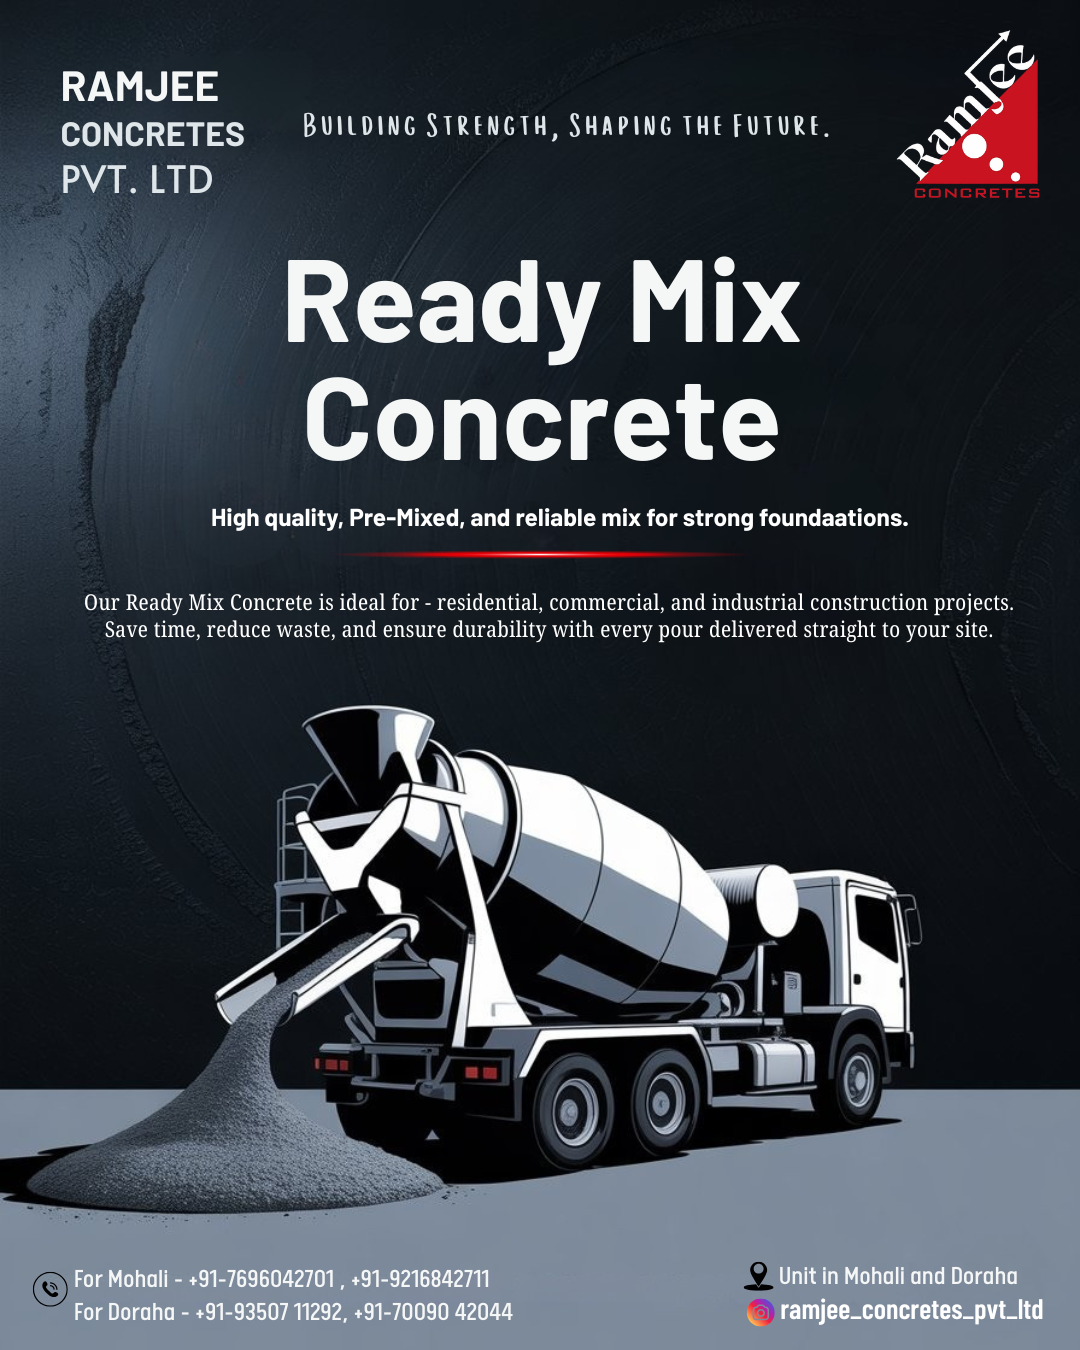 RAMJEE
CONCRETES
PVT. LTD
Building Strength, Shaping the Future.
Ramjee
CONCRETES
Ready Mix
Concrete
High quality, Pre-Mixed, and reliable mix for strong foundaations.
Our Ready Mix Concrete is ideal for - residential, commercial, and industrial construction projects.
Save time, reduce waste, and ensure durability with every pour delivered straight to your site.
For Mohali - +91-7696042701 , +91-9216842711
For Doraha - +91-93507 11292, +91-70090 42044
Unit in Mohali and Doraha
ramjee_concretes_pvt_ltd